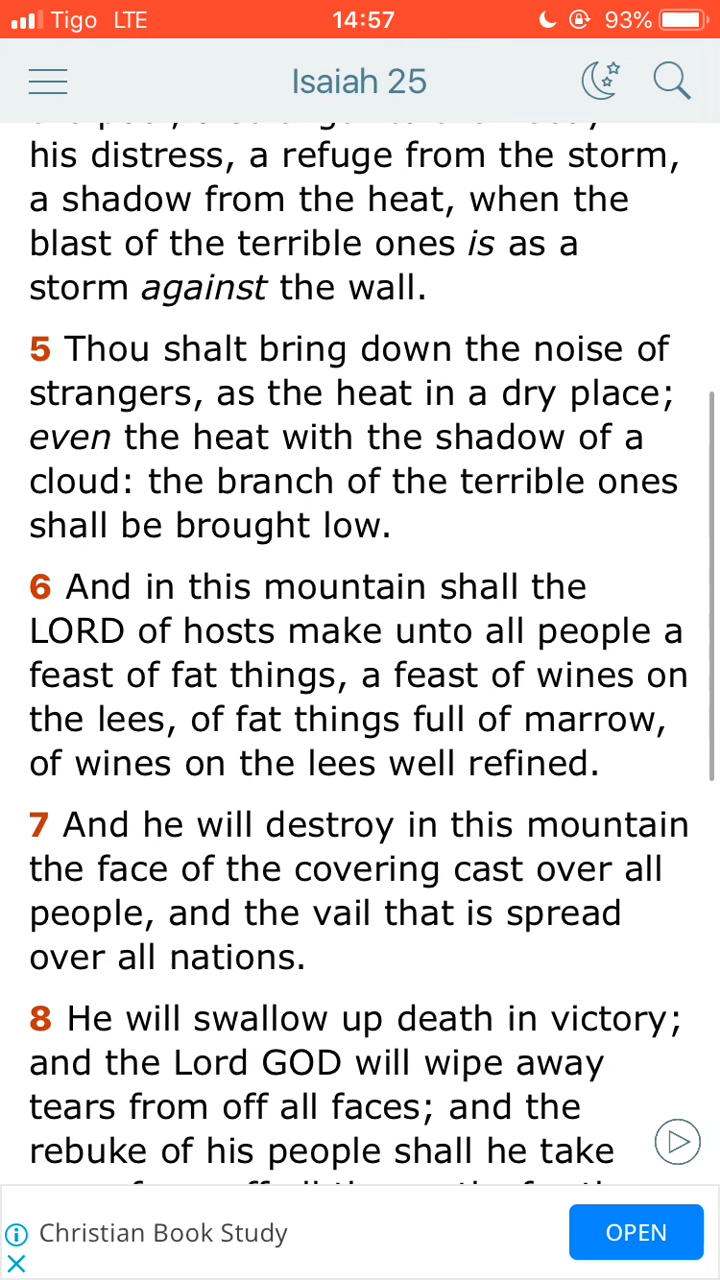 Tigo LTE 14:57 93%
Isaiah 25
his distress, a refuge from the storm,
a shadow from the heat, when the
blast of the terrible ones is as a
storm against the wall.
5 Thou shalt bring down the noise of
strangers, as the heat in a dry place;
even the heat with the shadow of a
cloud: the branch of the terrible ones
shall be brought low.
6 And in this mountain shall the
LORD of hosts make unto all people a
feast of fat things, a feast of wines on
the lees, of fat things full of marrow,
of wines on the lees well refined.
7 And he will destroy in this mountain
the face of the covering cast over all
people, and the vail that is spread
over all nations.
8 He will swallow up death in victory;
and the Lord GOD will wipe away
tears from off all faces; and the
rebuke of his people shall he take
Christian Book Study
OPEN